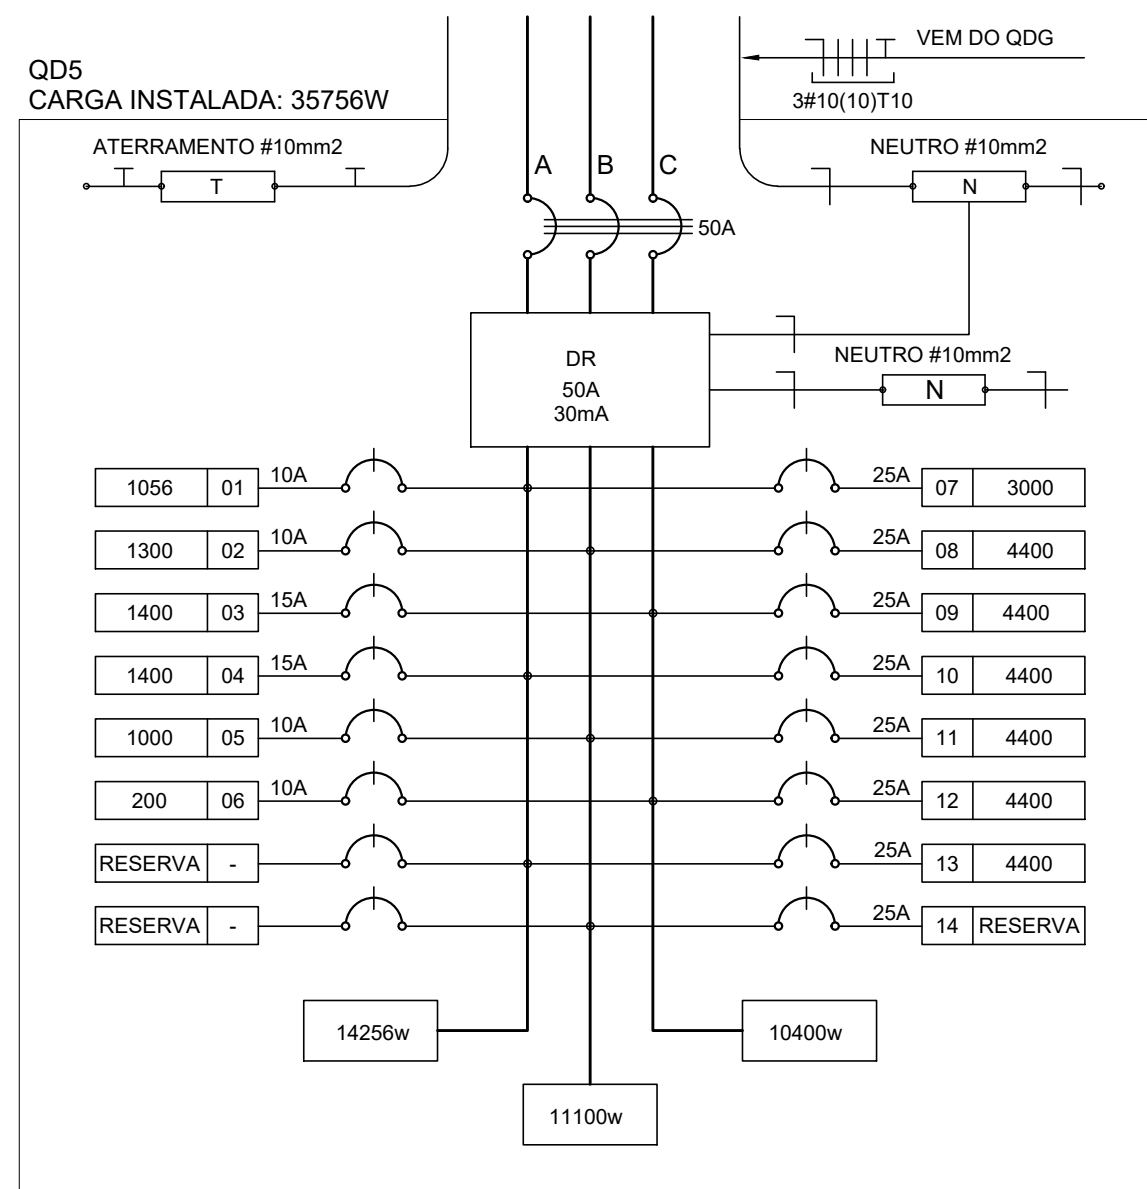 QD5
CARGA INSTALADA: 35756W
VEM DO QDG
3#10(10)T10
ATERRAMENTO #10mm2
T
A B C
50A
NEUTRO #10mm2
N
DR
50A
30mA
NEUTRO #10mm2
N
1056 01 10A 25A 07 3000
1300 02 10A 25A 08 4400
1400 03 15A 25A 09 4400
1400 04 15A 25A 10 4400
1000 05 10A 25A 11 4400
200 06 10A 25A 12 4400
RESERVA - 25A 13 4400
RESERVA - 25A 14 RESERVA
14256w
10400w
11100w